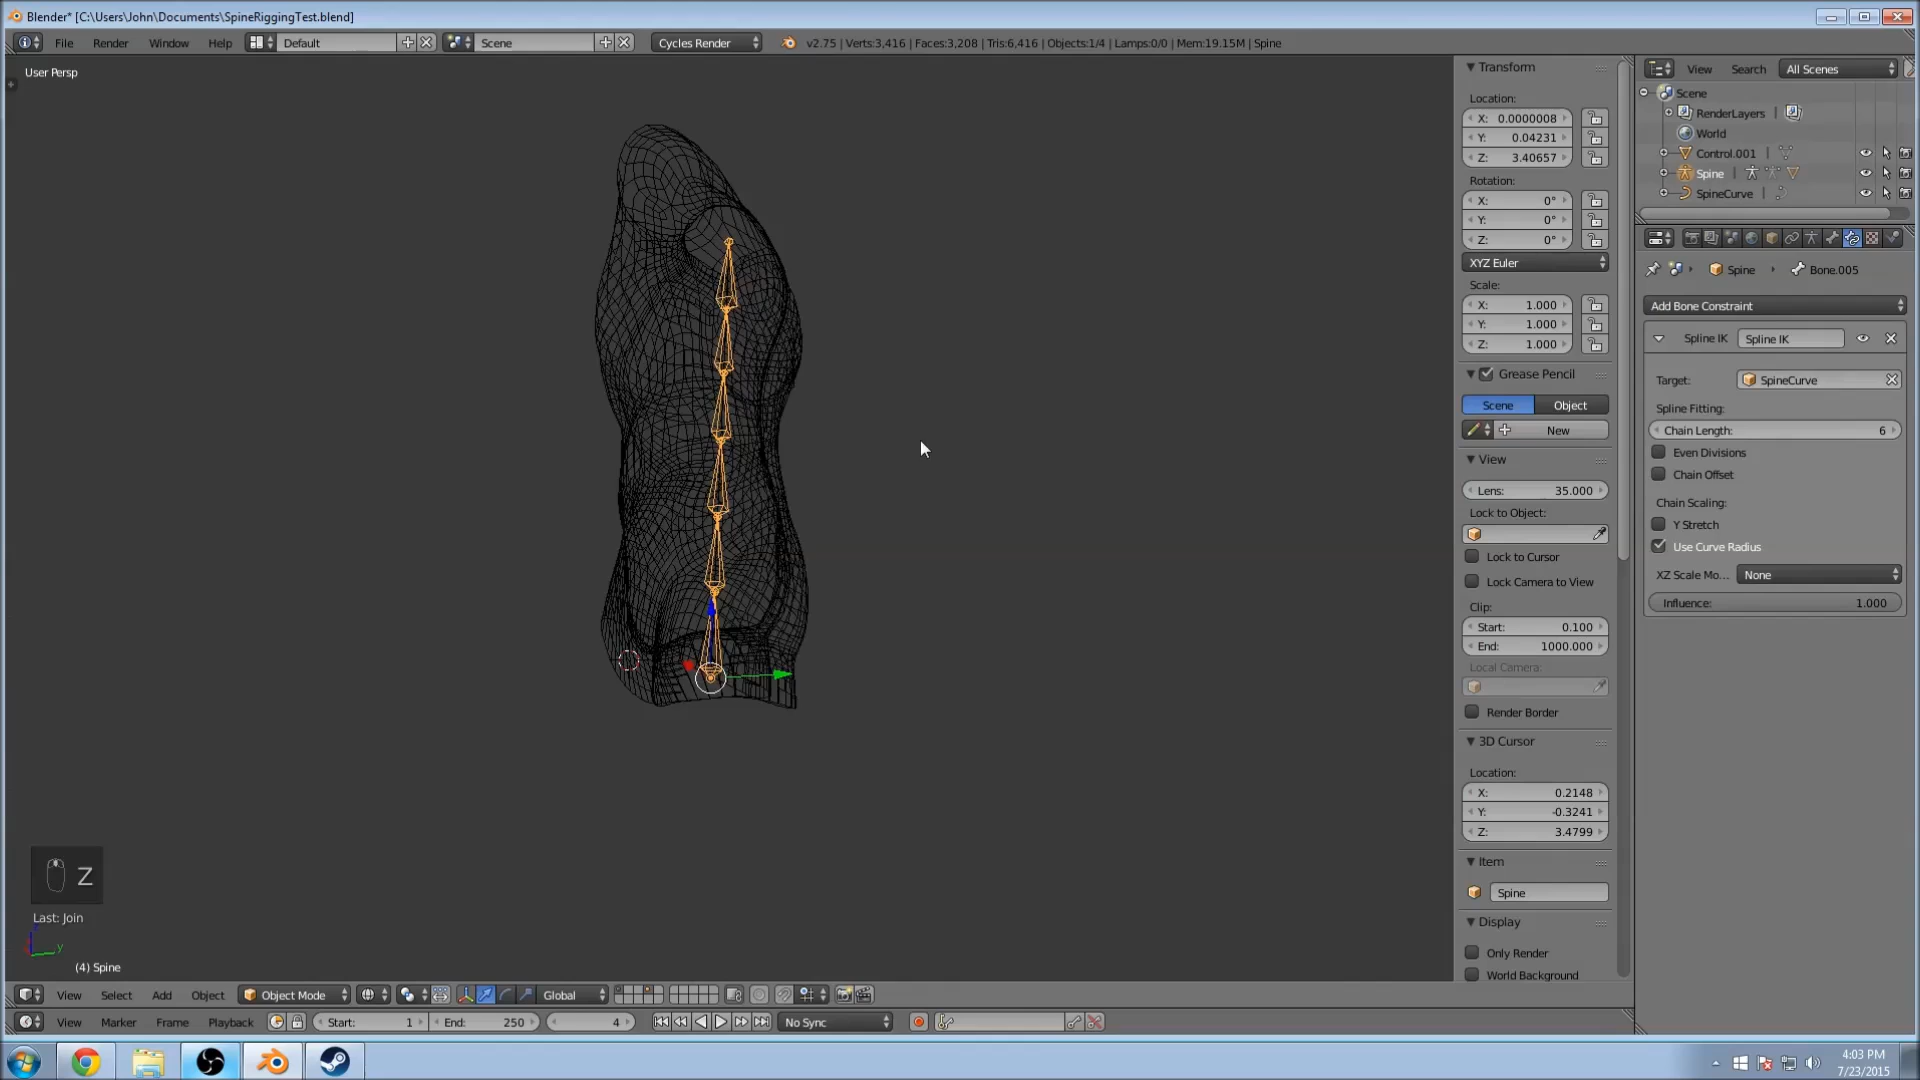 Blender* [C:\Users\John\Documents\SpineRiggingTest.blend]
File Render Window Help Default Scene Cycles Render v2.75 | Verts:3,416 | Faces:3,208 | Tris:6,416 | Objects:1/4 | Lamps:0/0 | Mem:19.15M | Spine
User Persp
Transform
Location:
X: 0.0000008
Y: 0.04231
Z: 3.40657
Rotation:
X: 0°
Y: 0°
Z: 0°
XYZ Euler
Scale:
X: 1.000
Y: 1.000
Z: 1.000
Grease Pencil
Scene Object
New
View
Lens: 35.000
Lock to Object:
Lock to Cursor
Lock Camera to View
Clip:
Start: 0.100
End: 1000.000
Local Camera:
Render Border
3D Cursor
Location:
X: 0.2148
Y: -0.3241
Z: 3.4799
Item
Spine
Display
Only Render
World Background
View Search All Scenes
Scene
RenderLayers
World
Control.001
Spine
SpineCurve
Spine Bone.005
Add Bone Constraint
Spline IK Spline IK
Target: SpineCurve
Spline Fitting:
Chain Length: 6
Even Divisions
Chain Offset
Chain Scaling:
Y Stretch
Use Curve Radius
XZ Scale Mo... None
Influence: 1.000
Z
Last: Join
z
y
(4) Spine
View Select Add Object Object Mode Global
View Marker Frame Playback Start: 1 End: 250 4 No Sync
4:03 PM
7/23/2015